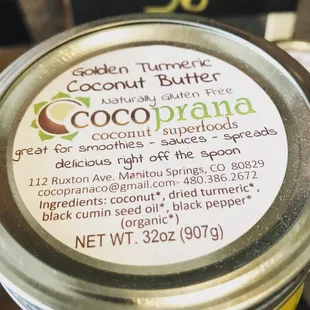 Golden Turmeric
Coconut Butter
Naturally Gluten Free
cocoprana
coconut superfoods
great for smoothies - sauces - spreads
delicious right off the spoon
112 Ruxton Ave. Manitou Springs, CO 80829
cocopranaco@gmail.com- 480.386.2672
Ingredients: coconut*, dried turmeric*,
black cumin seed oil*, black pepper*
(organic*)
NET WT. 32oz (907g)